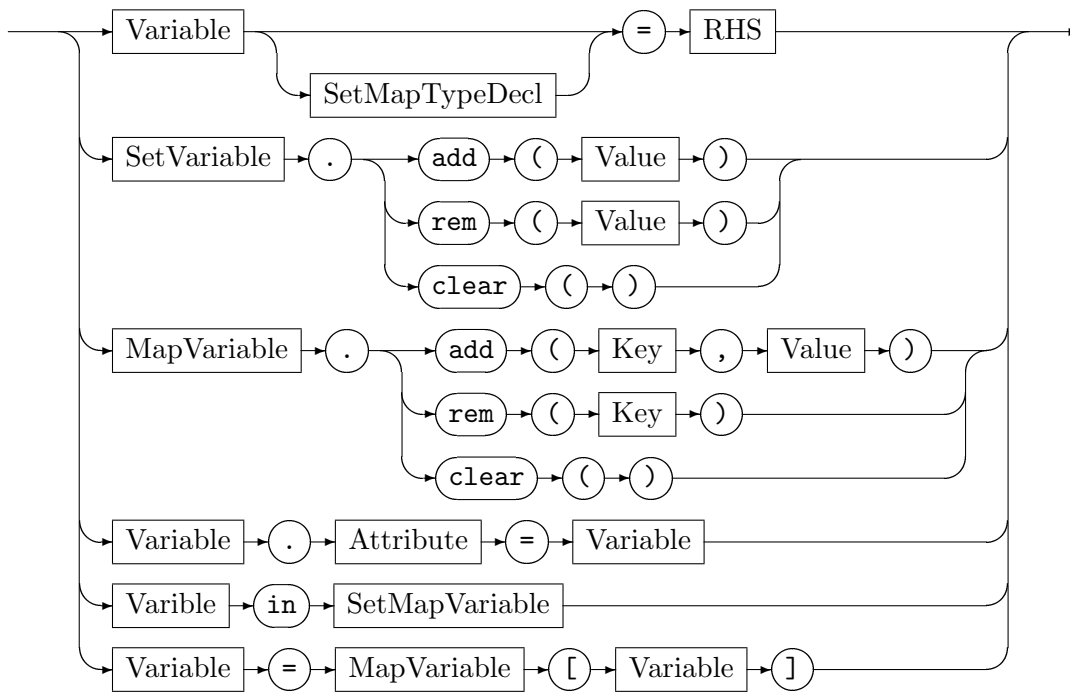 Variable = RHS
SetMapTypeDecl
SetVariable . add ( Value )
rem ( Value )
clear ( )
MapVariable . add ( Key , Value )
rem ( Key )
clear ( )
Variable . Attribute = Variable
Varible in SetMapVariable
Variable = MapVariable [ Variable ]